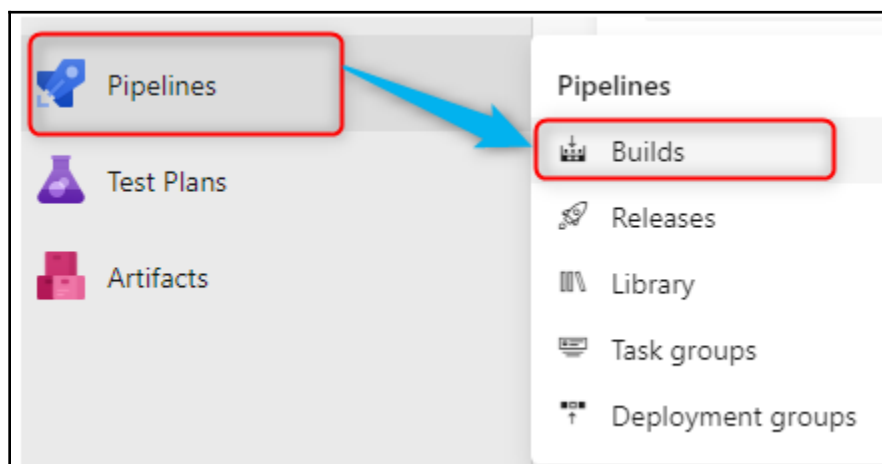 Pipelines
Test Plans
Artifacts
Pipelines
Builds
Releases
Library
Task groups
Deployment groups